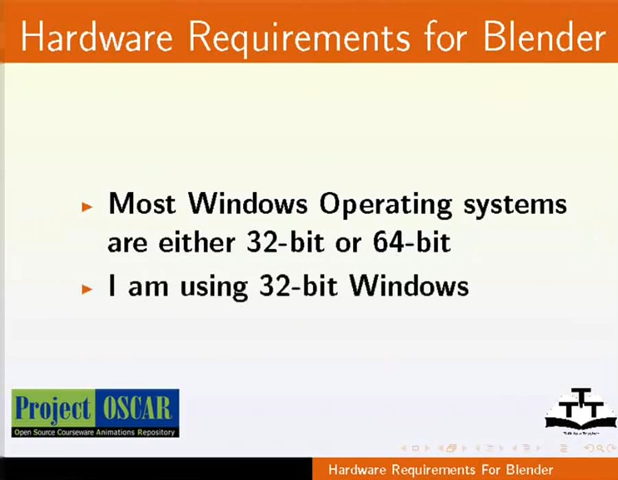 Hardware Requirements for Blender
Most Windows Operating systems
are either 32-bit or 64-bit
I am using 32-bit Windows
Project OSCAR
Open Source Courseware Animations Repository
TTT
Hardware Requirements For Blender